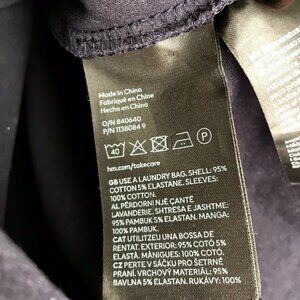 Made in China
Fabriqué en Chine
Hecho en China
O/N 840640
P/N 1138084 9
40
P
hm.com/takecare
GB USE A LAUNDRY BAG. SHELL: 95%
COTTON 5% ELASTANE. SLEEVES:
100% COTTON.
AL PËRDORNI NJË ÇANTË
LAVANDERIE. SHTRESA E JASHTME:
95% PAMBUK 5% ELASTAN. MANGA:
100% PAMBUK.
CAT UTILITZEU UNA BOSSA DE
RENTAT. EXTERIOR: 95% COTÓ 5%
ELASTÀ. MÀNIGUES: 100% COTÓ
CZ PERTE V SÁČKU PRO ŠETRNÉ
PRANÍ. VRCHOVÝ MATERIÁL: 95%
BAVLNA 5% ELASTAN. RUKÁVY: 100%